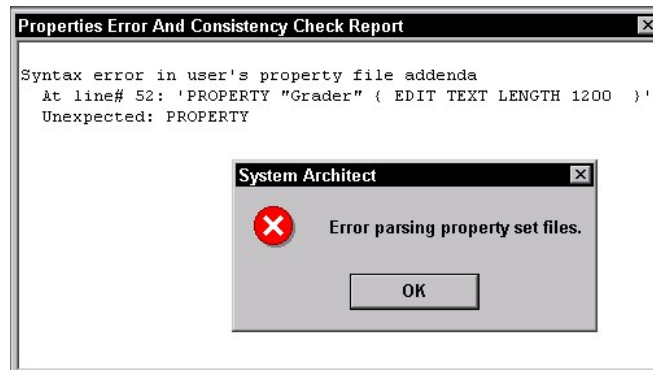 Properties Error And Consistency Check Report
Syntax error in user's property file addenda
At line# 52: 'PROPERTY "Grader" { EDIT TEXT LENGTH 1200 }'
Unexpected: PROPERTY
System Architect
Error parsing property set files.
OK